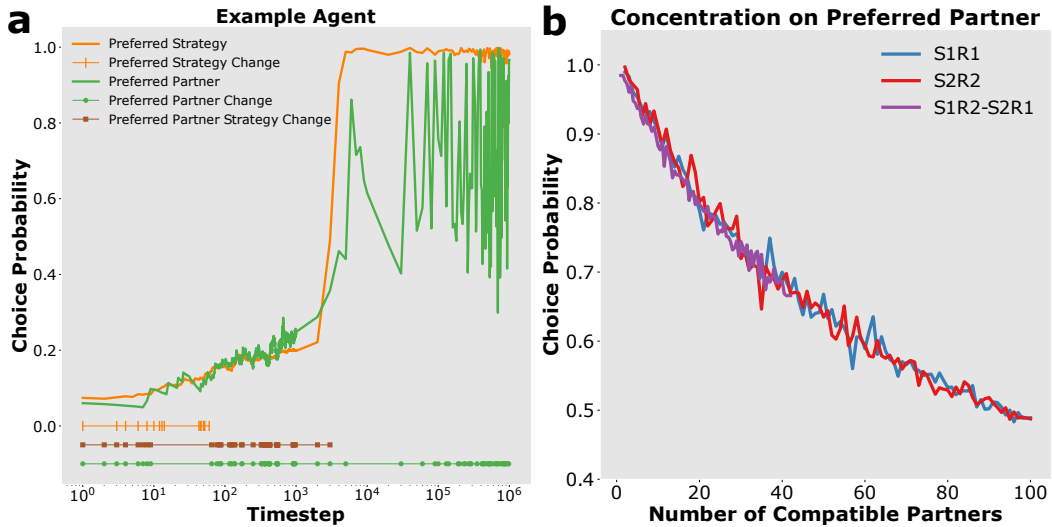 a
Example Agent
Preferred Strategy
Preferred Strategy Change
Preferred Partner
Preferred Partner Change
Preferred Partner Strategy Change
Choice Probability
1.0
0.8
0.6
0.4
0.2
0.0
10⁰ 10¹ 10² 10³ 10⁴ 10⁵ 10⁶
Timestep
b
Concentration on Preferred Partner
S1R1
S2R2
S1R2-S2R1
Choice Probability
1.0
0.9
0.8
0.7
0.6
0.5
0.4
0 20 40 60 80 100
Number of Compatible Partners